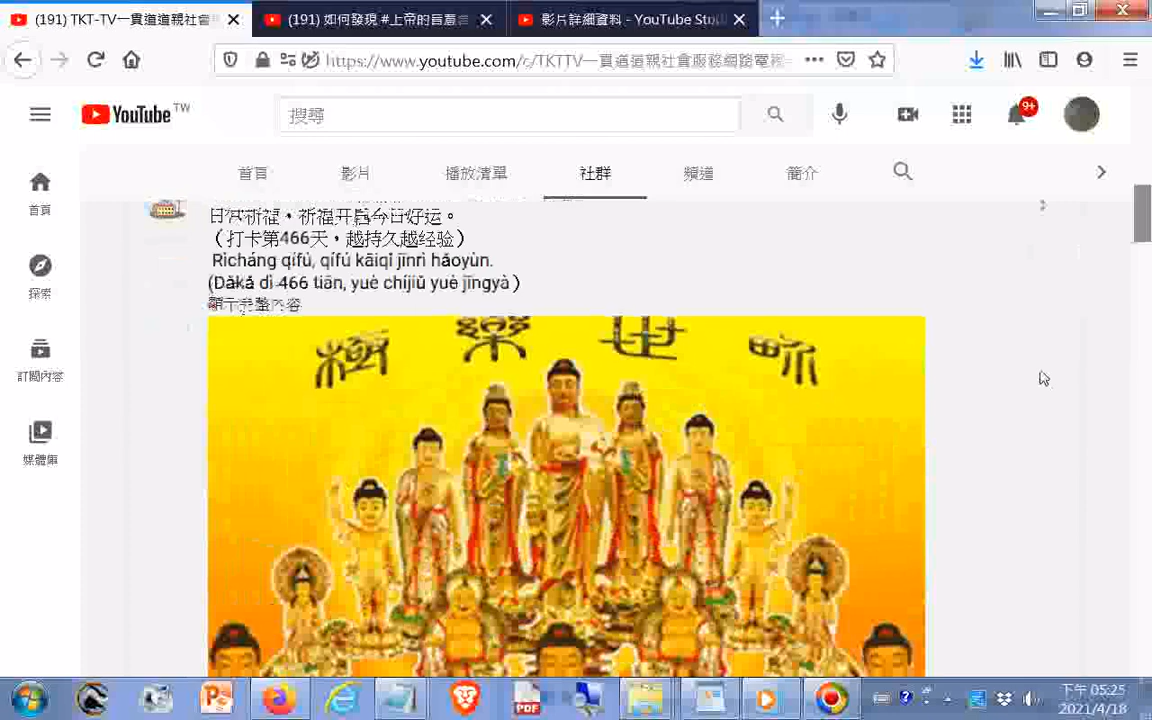 (191) TKT-TV一貫道道親社會
(191) 如何發現 #上帝的旨意
影片詳細資料 - YouTube Stu
https://www.youtube.com/c/TKTTV一貫道道親社會服務網路電視
YouTube TW
搜尋
9+
首頁
影片
播放清單
社群
頻道
簡介
首頁
探索
訂閱內容
媒體庫
日常祈福，祈福开启今日好运。
（打卡第466天，越持久越经验）
Rìcháng qífú, qífú kāiqǐ jīnrì hǎoyùn.
(Dǎkǎ dì 466 tiān, yuè chíjiǔ yuè jīngyà）
顯示完整內容
極樂世界
PDF
下午 05:25
2021/4/18